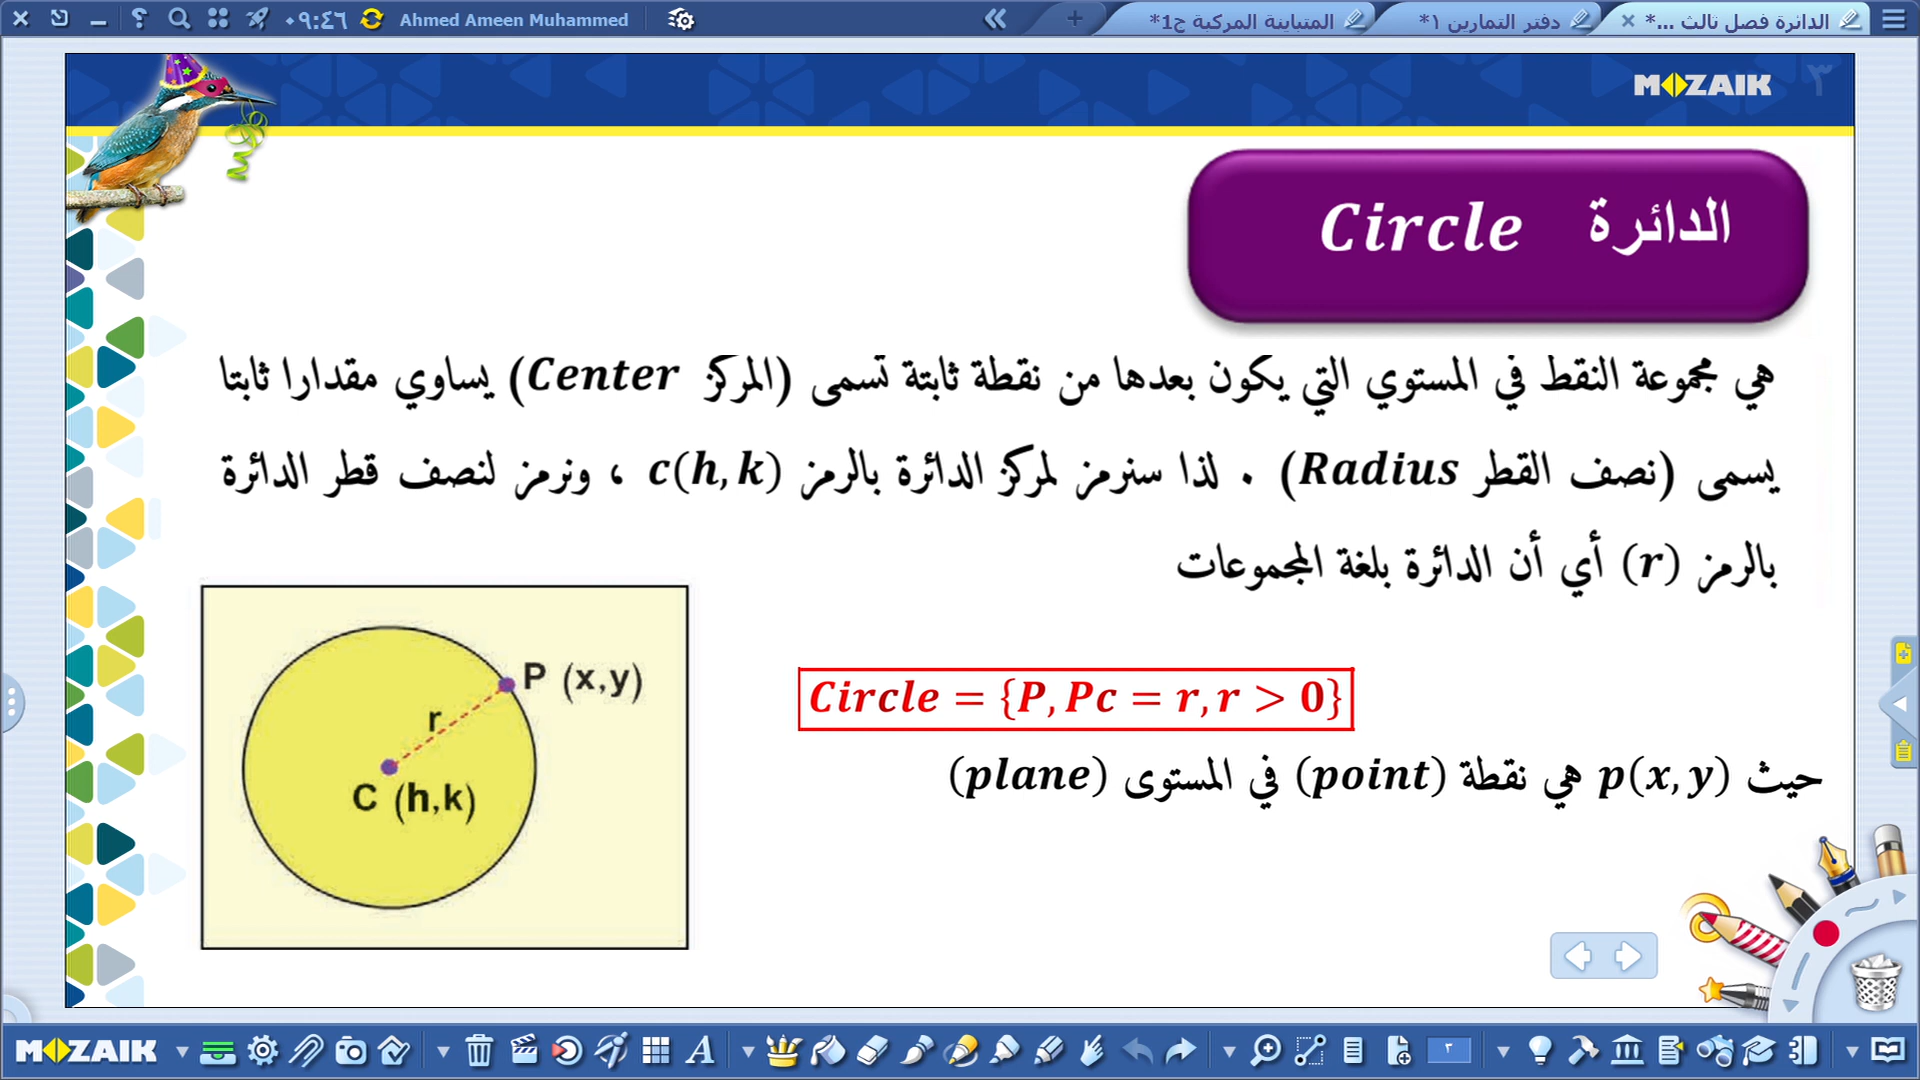 الدائرة فصل ثالث ...*
دفتر التمارين ١*
المتباينة المركبة ج1*
Ahmed Ameen Muhammed
٠٩:٤٦
MOZAIK
٣
الدائرة Circle
هي مجموعة النقط في المستوي التي يكون بعدها من نقطة ثابتة تسمى (المركز Center) يساوي مقدارا ثابتا
يسمى (نصف القطر Radius) . لذا سنرمز لمركز الدائرة بالرمز c(h, k) ، ونرمز لنصف قطر الدائرة
بالرمز (r) أي أن الدائرة بلغة المجموعات
P (x,y)
r
C (h,k)
Circle = {P, Pc = r, r > 0}
حيث p(x, y) هي نقطة (point) في المستوى (plane)
MOZAIK
A
٣